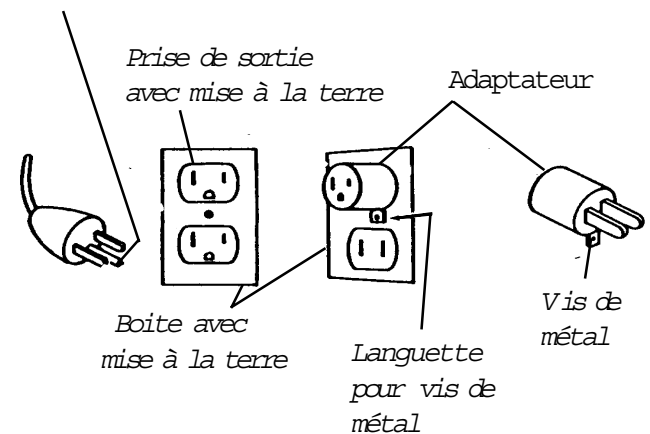 Prise de sortie
avec mise à la terre
Adaptateur
Boite avec
mise à la terre
Languette
pour vis de
métal
Vis de
métal